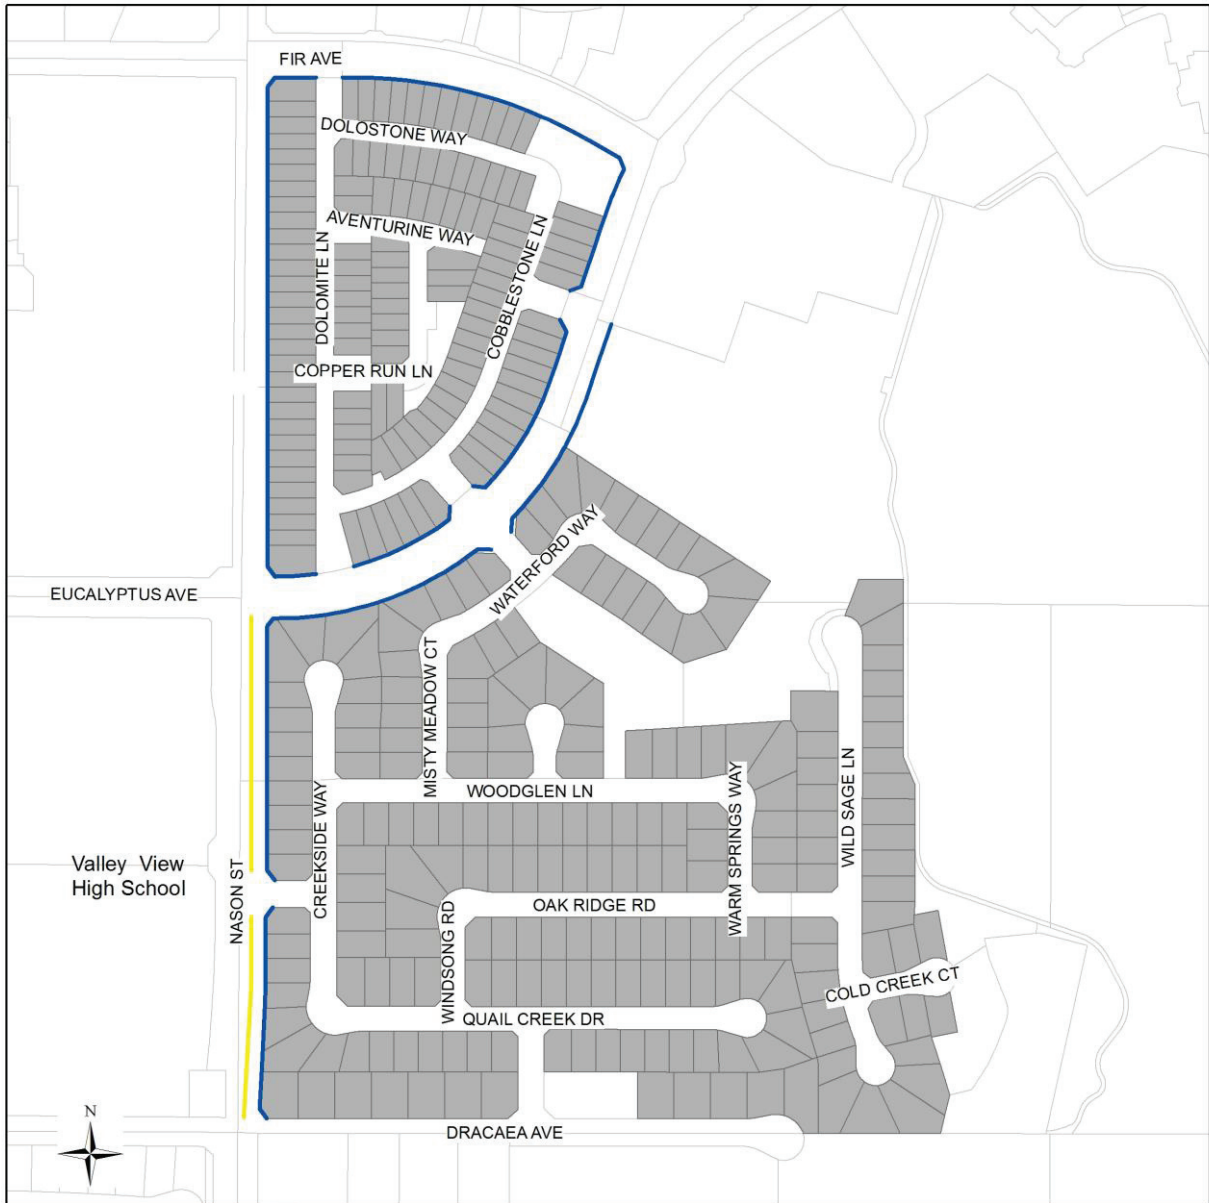 FIR AVE
DOLOSTONE WAY
AVENTURINE WAY
DOLOMITE LN
COBBLESTONE LN
COPPER RUN LN
EUCALYPTUS AVE
WATERFORD WAY
MISTY MEADOW CT
WOODGLEN LN
WARM SPRINGS WAY
WILD SAGE LN
CREEKSIDE WAY
Valley View
High School
NASON ST
OAK RIDGE RD
WINDSONG RD
COLD CREEK CT
QUAIL CREEK DR
N
DRACAEA AVE